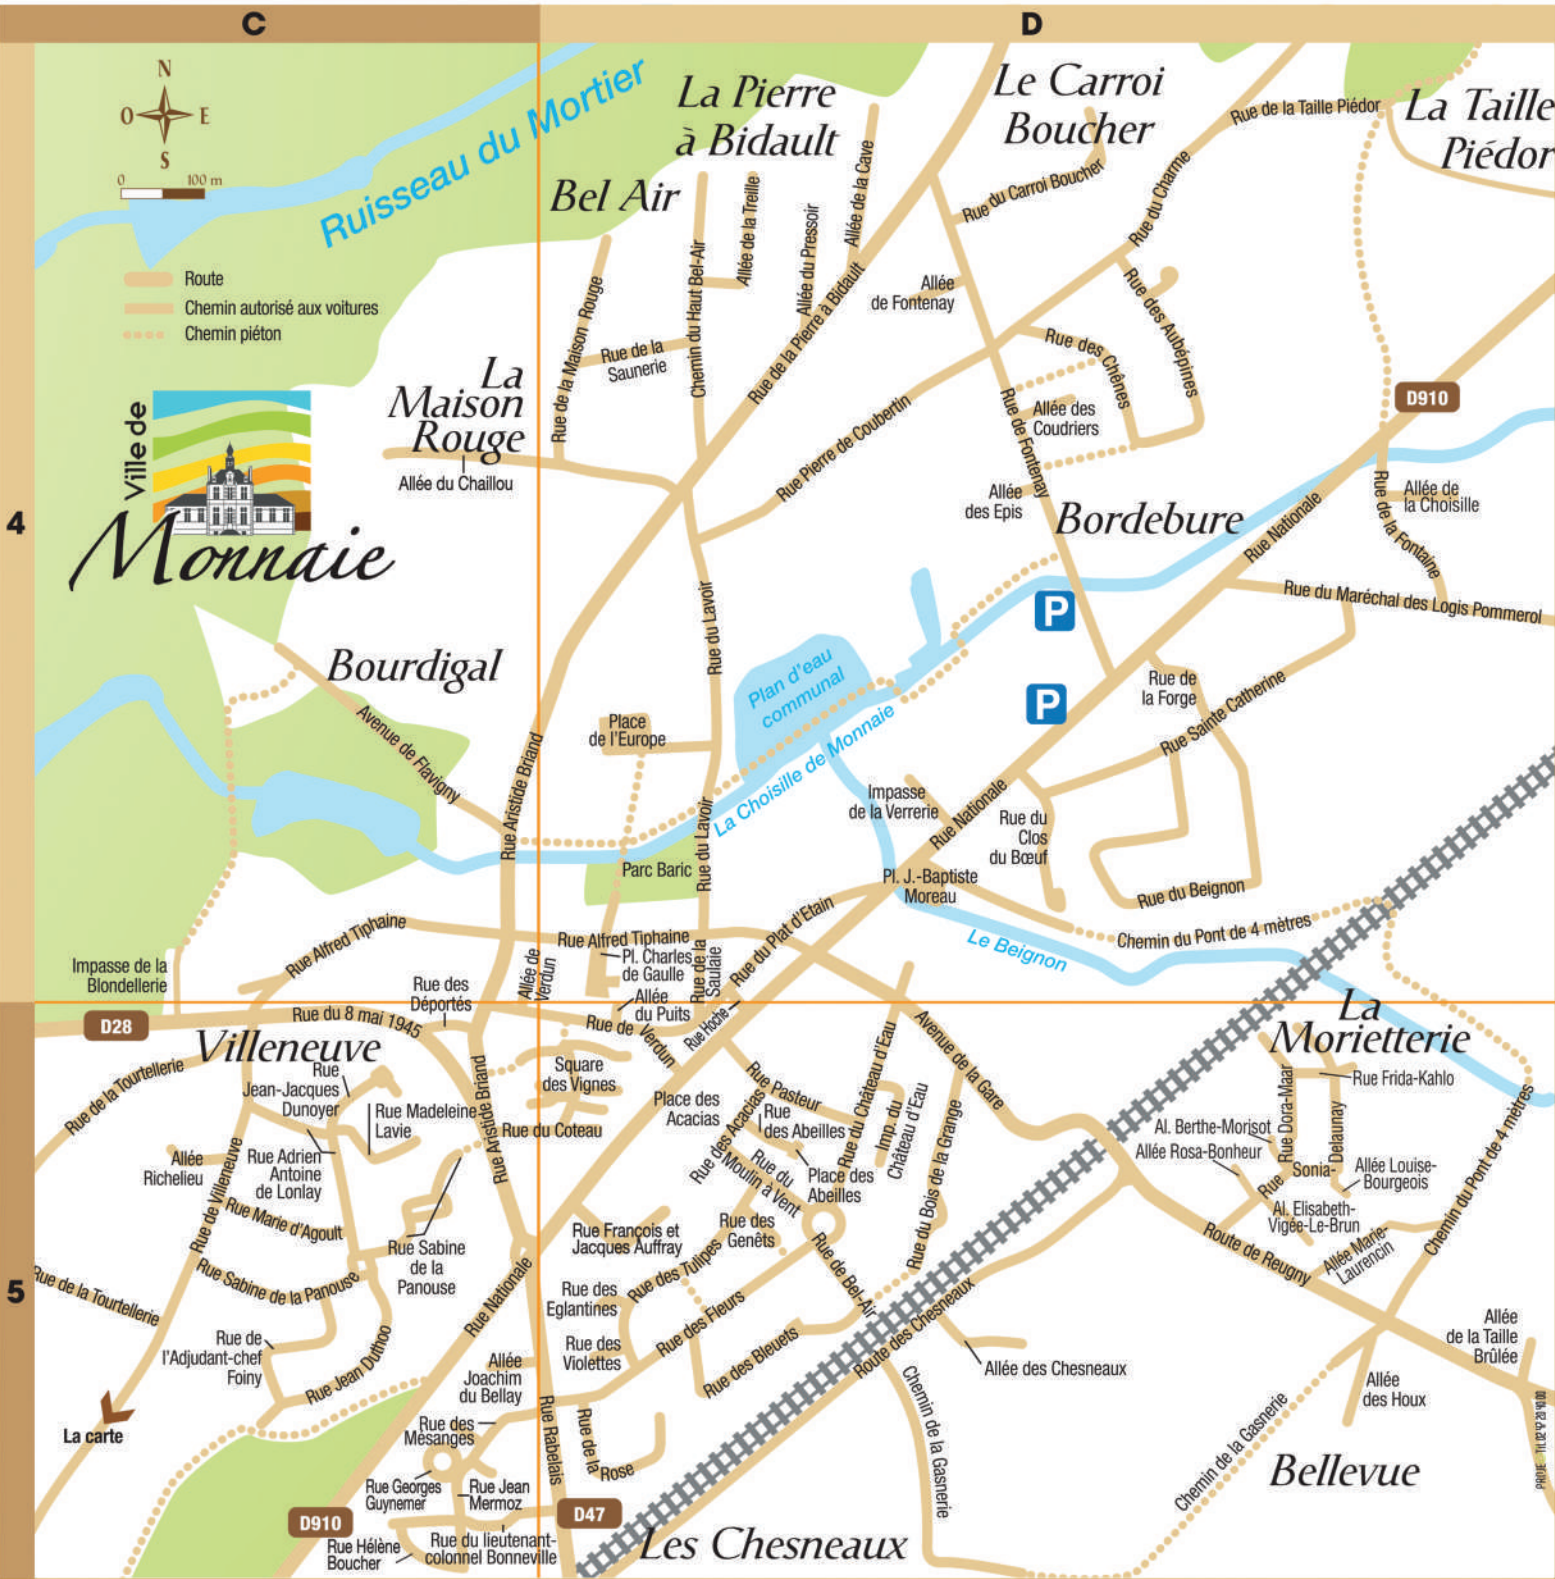 C
D
4
5
N
O
E
S
0
100 m
Route
Chemin autorisé aux voitures
Chemin piéton
Ville de
Monnaie
Ruisseau du Mortier
La Pierre
à Bidault
Bel Air
Le Carroi
Boucher
La Taille
Piédor
Rue de la Taille Piédor
Rue du Carroi Boucher
Rue du Charme
Allée de la Cave
Allée de la Treille
Allée du Pressoir
Chemin du Haut Bel-Air
Rue de la Maison Rouge
Rue de la
Saunerie
Rue de la Pierre à Bidault
Allée
de Fontenay
Rue des Aubépines
Rue des Chênes
Allée des
Coudriers
Rue de Fontenay
Rue Pierre de Coubertin
Allée
des Epis
Bordebure
D910
La
Maison
Rouge
Allée du Chaillou
Rue de la Fontaine
Allée de
la Choisille
Rue Nationale
Rue du Maréchal des Logis Pommerol
P
P
Rue du Lavoir
Plan d'eau
communal
La Choisille de Monnaie
Rue de
la Forge
Rue Sainte Catherine
Bourdigal
Avenue de Flavigny
Rue Aristide Briand
Place
de l'Europe
Rue du Lavoir
Parc Baric
Impasse
de la Verrerie
Rue Nationale
Rue du
Clos
du Bœuf
Pl. J.-Baptiste
Moreau
Rue du Beignon
Chemin du Pont de 4 mètres
Le Beignon
Rue Alfred Tiphaine
Rue Alfred Tiphaine
Pl. Charles
de Gaulle
Allée
du Puits
Rue de la
Saulaie
Rue du Plat d'Etain
Allée de
Verdun
Impasse de la
Blondellerie
Rue des
Déportés
D28
Rue du 8 mai 1945
Villeneuve
Rue de Verdun
Rue Hoche
Avenue de la Gare
La
Morietterie
Rue Frida-Kahlo
Rue Dora-Maar
Rue Sonia-Delaunay
Al. Berthe-Morisot
Allée Rosa-Bonheur
Allée Louise-
Bourgeois
Al. Elisabeth-
Vigée-Le-Brun
Allée Marie-
Laurencin
Chemin du Pont de 4 mètres
Route de Reugny
Rue de la Tourtellerie
Rue
Jean-Jacques
Dunoyer
Rue Madeleine
Lavie
Rue Aristide Briand
Square
des Vignes
Rue du Coteau
Place des
Acacias
Rue Pasteur
Rue des Acacias
Rue
des Abeilles
Rue du Château d'Eau
Imp. du
Château d'Eau
Rue du
Moulin à Vent
Place des
Abeilles
Rue du Bois de la Grange
Allée
Richelieu
Rue Adrien
Antoine
de Lonlay
Rue de Villeneuve
Rue Marie d'Agoult
Rue Sabine
de la
Panouse
Rue Sabine de la Panouse
Rue de la Tourtellerie
Rue François et
Jacques Auffray
Rue des
Genêts
Rue des Tulipes
Rue de Bel-Air
Rue des
Eglantines
Rue des Fleurs
Rue des
Violettes
Rue des Bleuets
Route des Chesneaux
Allée des Chesneaux
Rue Nationale
Rue de
l'Adjudant-chef
Foiny
Rue Jean Duthoo
Allée
Joachim
du Bellay
Rue des
Mésanges
Rue Rabelais
Rue de la Rose
Chemin de la Gasnerie
Chemin de la Gasnerie
Allée
de la Taille
Brûlée
Allée
des Houx
Bellevue
La carte
Rue Georges
Guynemer
Rue Jean
Mermoz
D910
D47
Rue Hélène
Boucher
Rue du lieutenant-
colonel Bonneville
Les Chesneaux